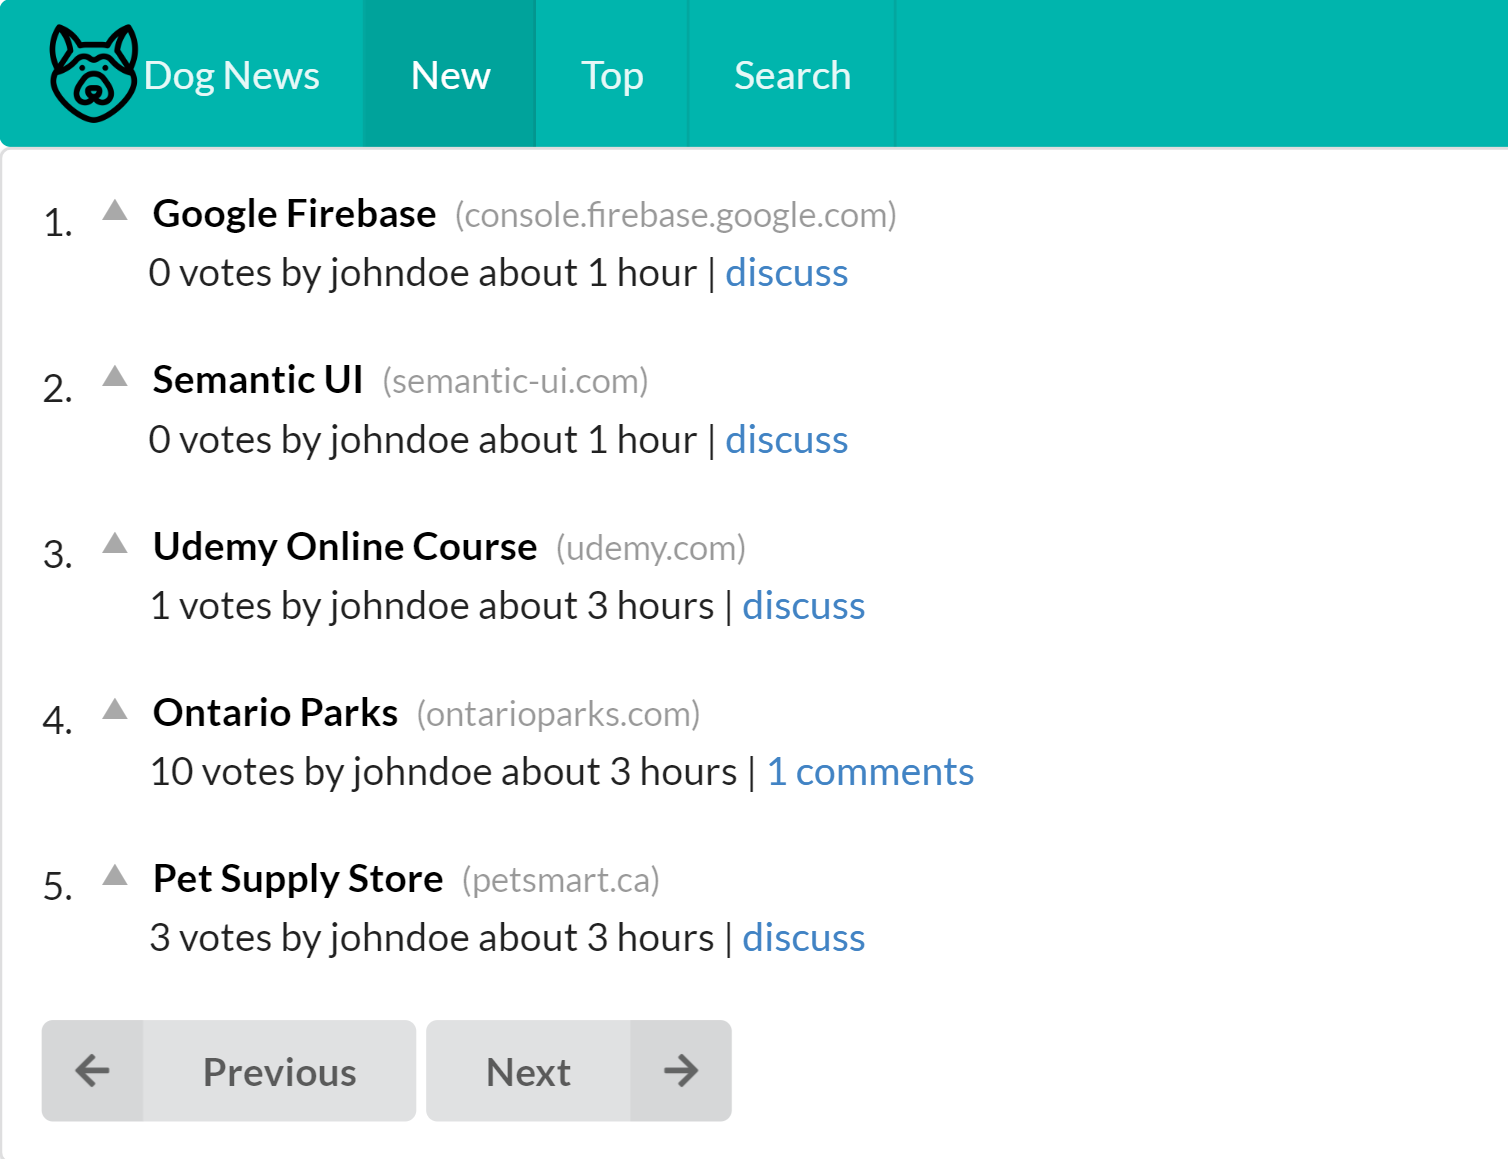 Dog News New Top Search
1. Google Firebase (console.firebase.google.com)
0 votes by johndoe about 1 hour | discuss
2. Semantic UI (semantic-ui.com)
0 votes by johndoe about 1 hour | discuss
3. Udemy Online Course (udemy.com)
1 votes by johndoe about 3 hours | discuss
4. Ontario Parks (ontarioparks.com)
10 votes by johndoe about 3 hours | 1 comments
5. Pet Supply Store (petsmart.ca)
3 votes by johndoe about 3 hours | discuss
Previous Next